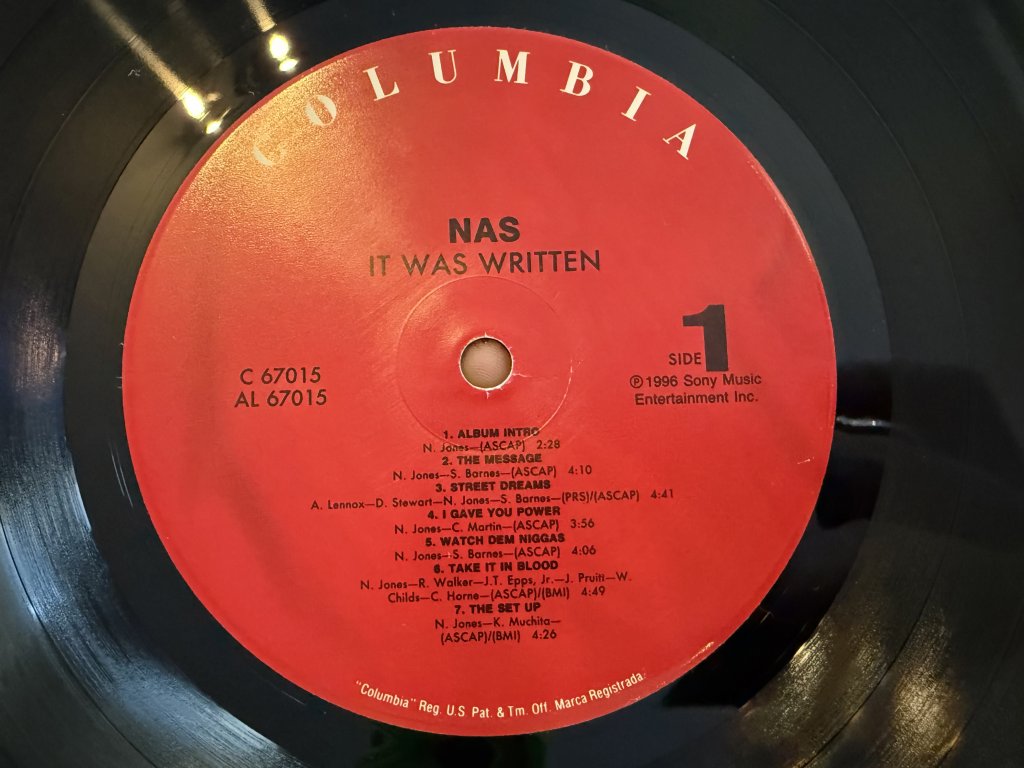 COLUMBIA
NAS
IT WAS WRITTEN
C 67015
AL 67015
SIDE 1
℗ 1996 Sony Music
Entertainment Inc.
1. ALBUM INTRO
N. Jones—(ASCAP) 2:28
2. THE MESSAGE
N. Jones—S. Barnes—(ASCAP) 4:10
3. STREET DREAMS
A. Lennox—D. Stewart—N. Jones—S. Barnes—(PRS)/(ASCAP) 4:41
4. I GAVE YOU POWER
N. Jones—C. Martin—(ASCAP) 3:56
5. WATCH DEM NIGGAS
N. Jones—S. Barnes—(ASCAP) 4:06
6. TAKE IT IN BLOOD
N. Jones—R. Walker—J.T. Epps, Jr.—J. Pruitt—W.
Childs—C. Horne—(ASCAP)/(BMI) 4:49
7. THE SET UP
N. Jones—K. Muchita—
(ASCAP)/(BMI) 4:26
"Columbia" Reg. U.S. Pat. & Tm. Off. Marca Registrada.